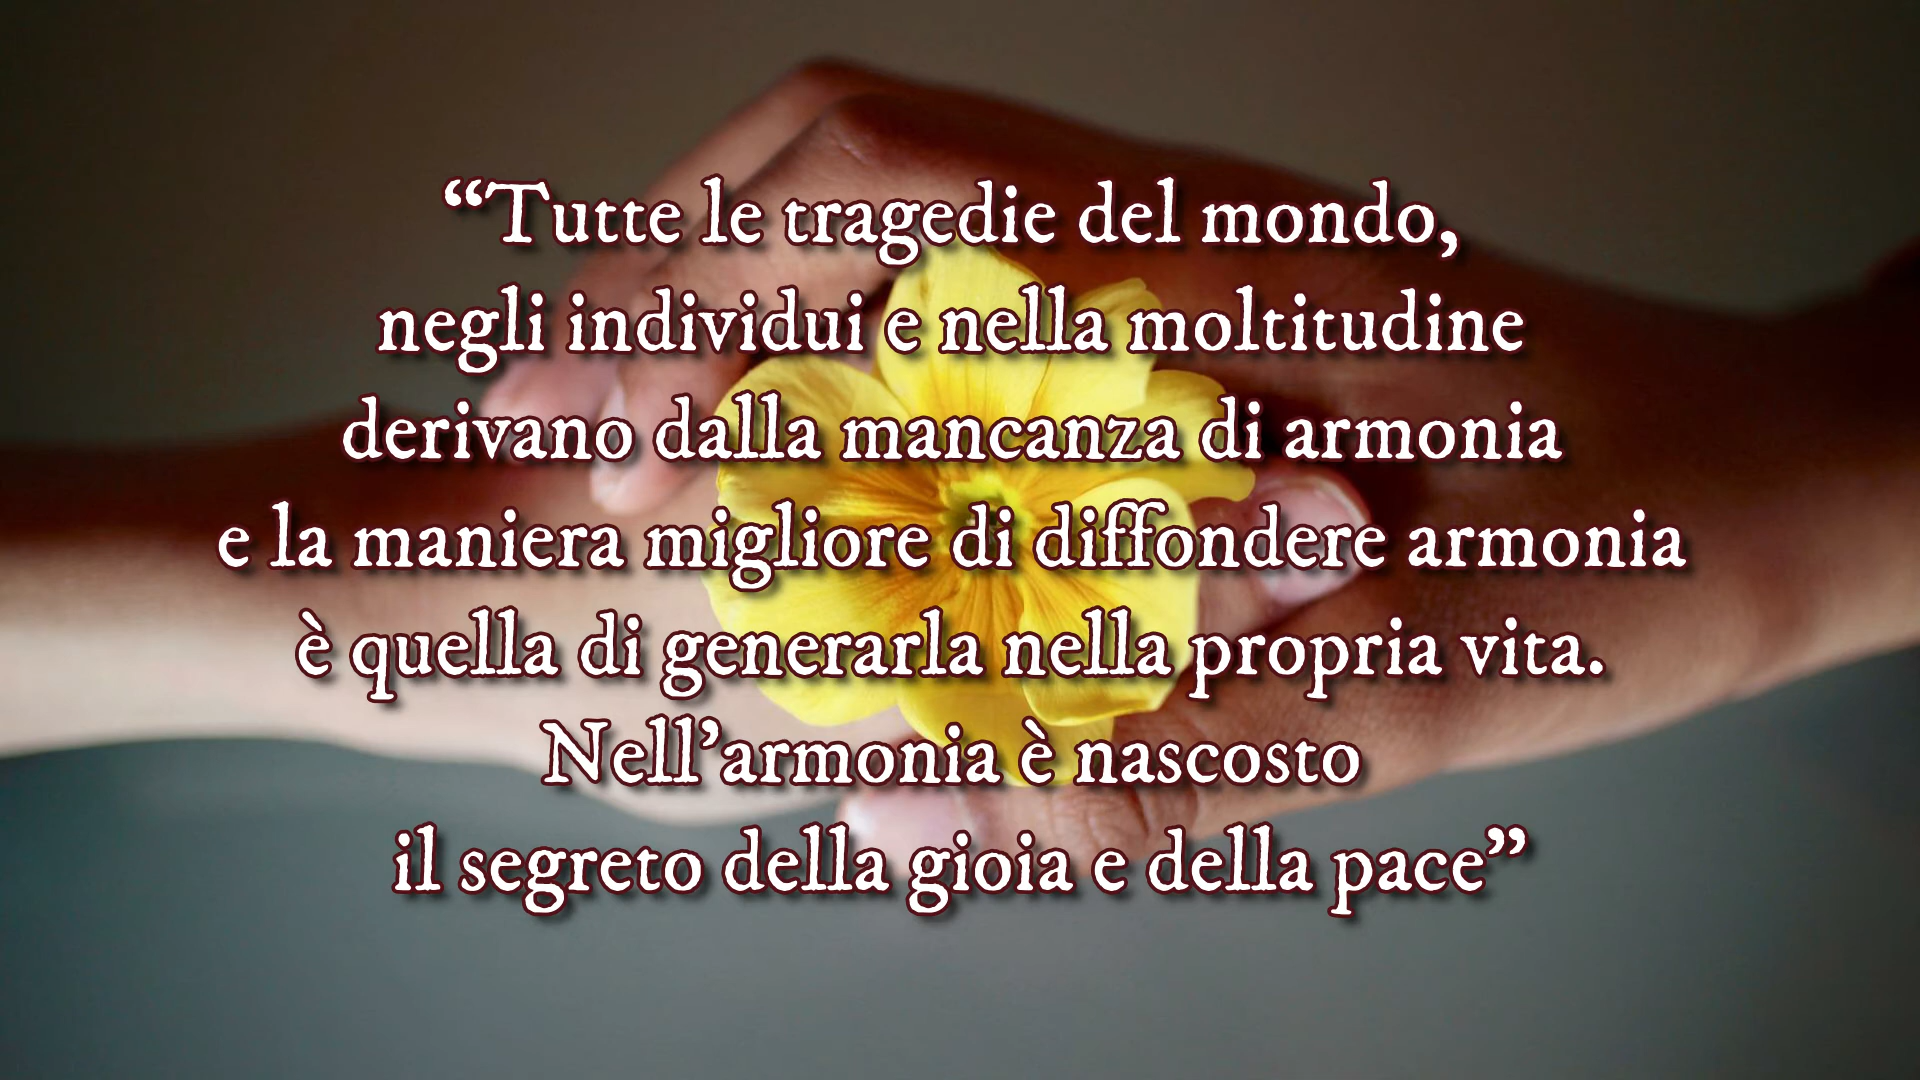 “Tutte le tragedie del mondo,
negli individui e nella moltitudine
derivano dalla mancanza di armonia
e la maniera migliore di diffondere armonia
è quella di generarla nella propria vita.
Nell’armonia è nascosto
il segreto della gioia e della pace”